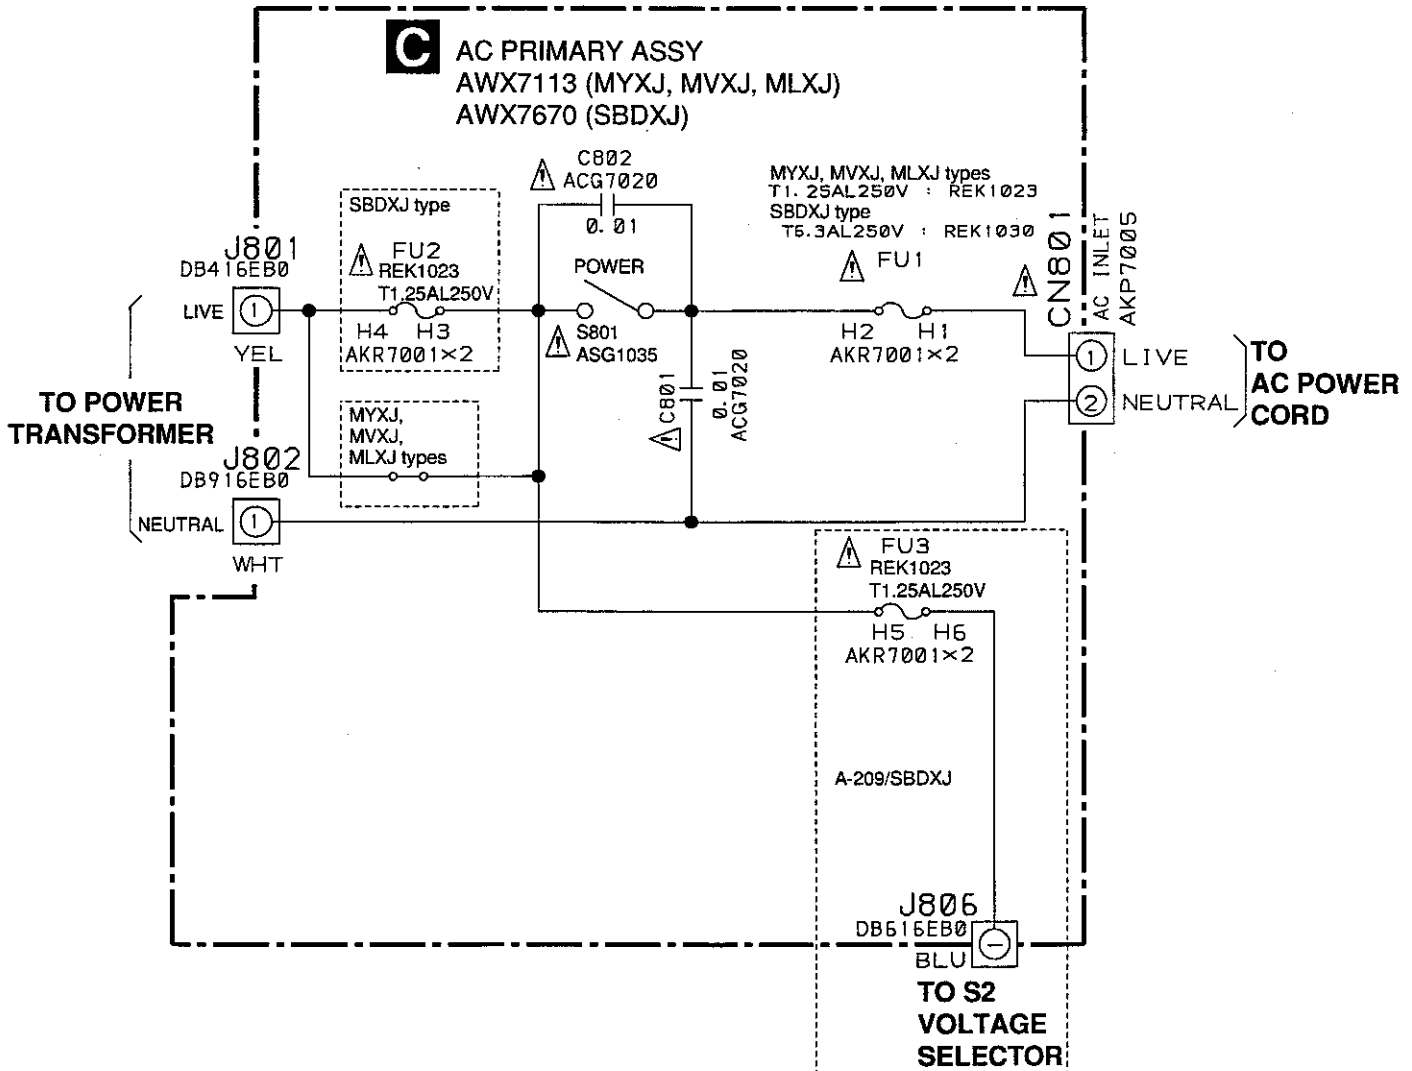 C
AC PRIMARY ASSY
AWX7113 (MYXJ, MVXJ, MLXJ)
AWX7670 (SBDXJ)
C802
ACG7020
0.01
MYXJ, MVXJ, MLXJ types
T1.25AL250V : REK1023
SBDXJ type
T6.3AL250V : REK1030
FU1
H2 H1
AKR7001×2
CN801
AC INLET
AKP7005
SBDXJ type
FU2
REK1023
T1.25AL250V
H4 H3
AKR7001×2
POWER
S801
ASG1035
J801
DB416EB0
LIVE
1
YEL
1
LIVE
2
NEUTRAL
TO
AC POWER
CORD
C801
0.01
ACG7020
TO POWER
TRANSFORMER
MYXJ,
MVXJ,
MLXJ types
J802
DB916EB0
NEUTRAL
1
WHT
FU3
REK1023
T1.25AL250V
H5 H6
AKR7001×2
A-209/SBDXJ
J806
DB616EB0
1
BLU
TO S2
VOLTAGE
SELECTOR